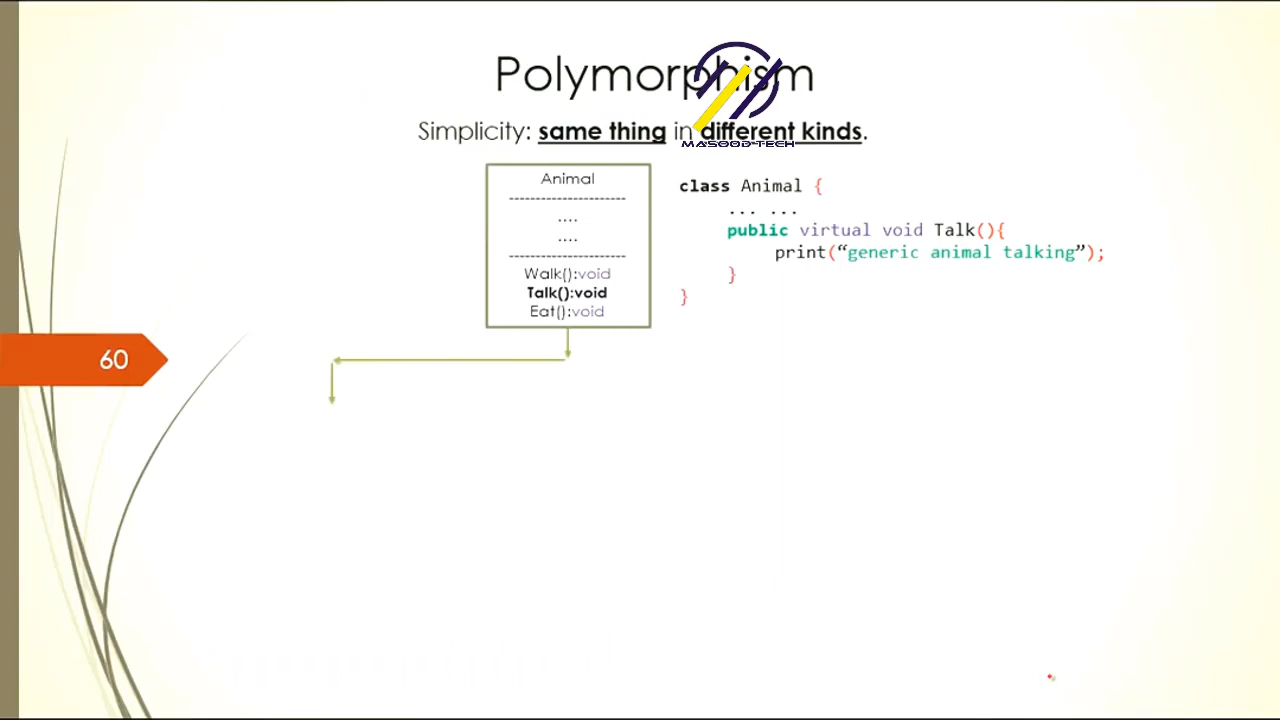 Polymorphism
MASOOD TECH
Simplicity: same thing in different kinds.
Animal
---------------------
....
....
---------------------
Walk():void
Talk():void
Eat():void
class Animal {
... ...
public virtual void Talk(){
print(“generic animal talking”);
}
}
60